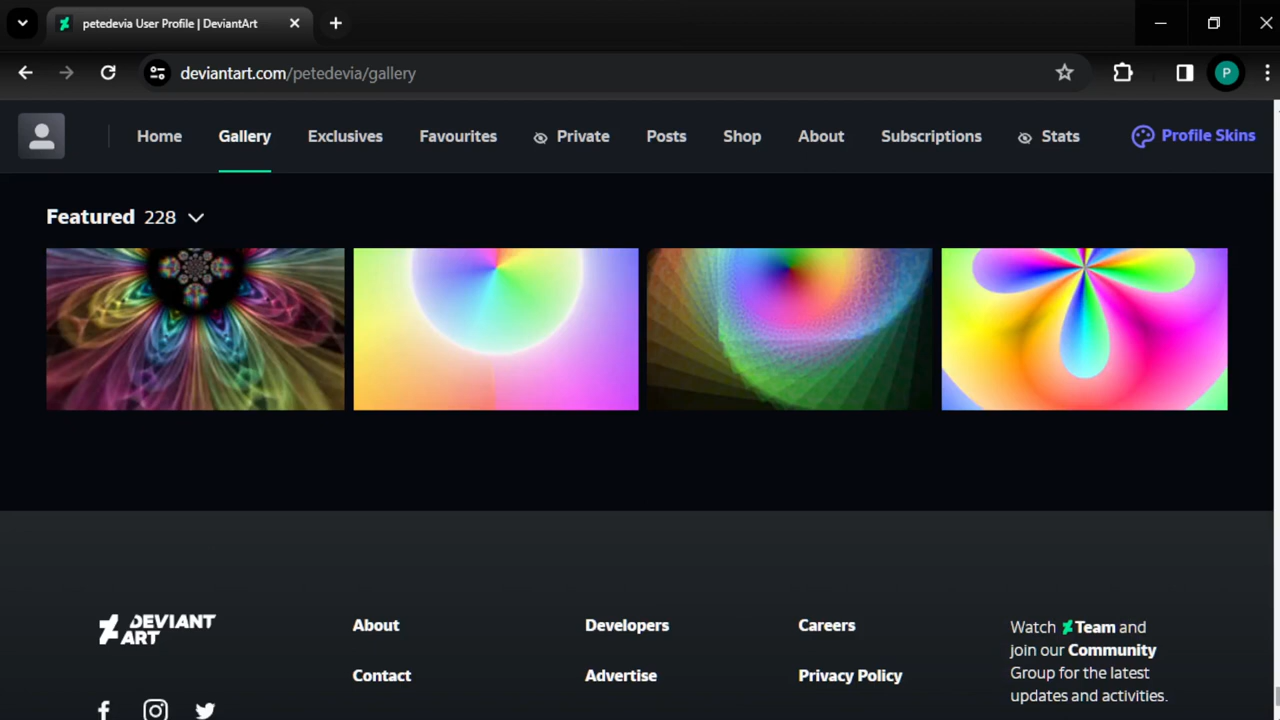 petedevia User Profile | DeviantArt
deviantart.com/petedevia/gallery
P
Home Gallery Exclusives Favourites Private Posts Shop About Subscriptions Stats Profile Skins
Featured 228
DEVIANT
ART
About
Contact
Developers
Advertise
Careers
Privacy Policy
Watch Team and
join our Community
Group for the latest
updates and activities.